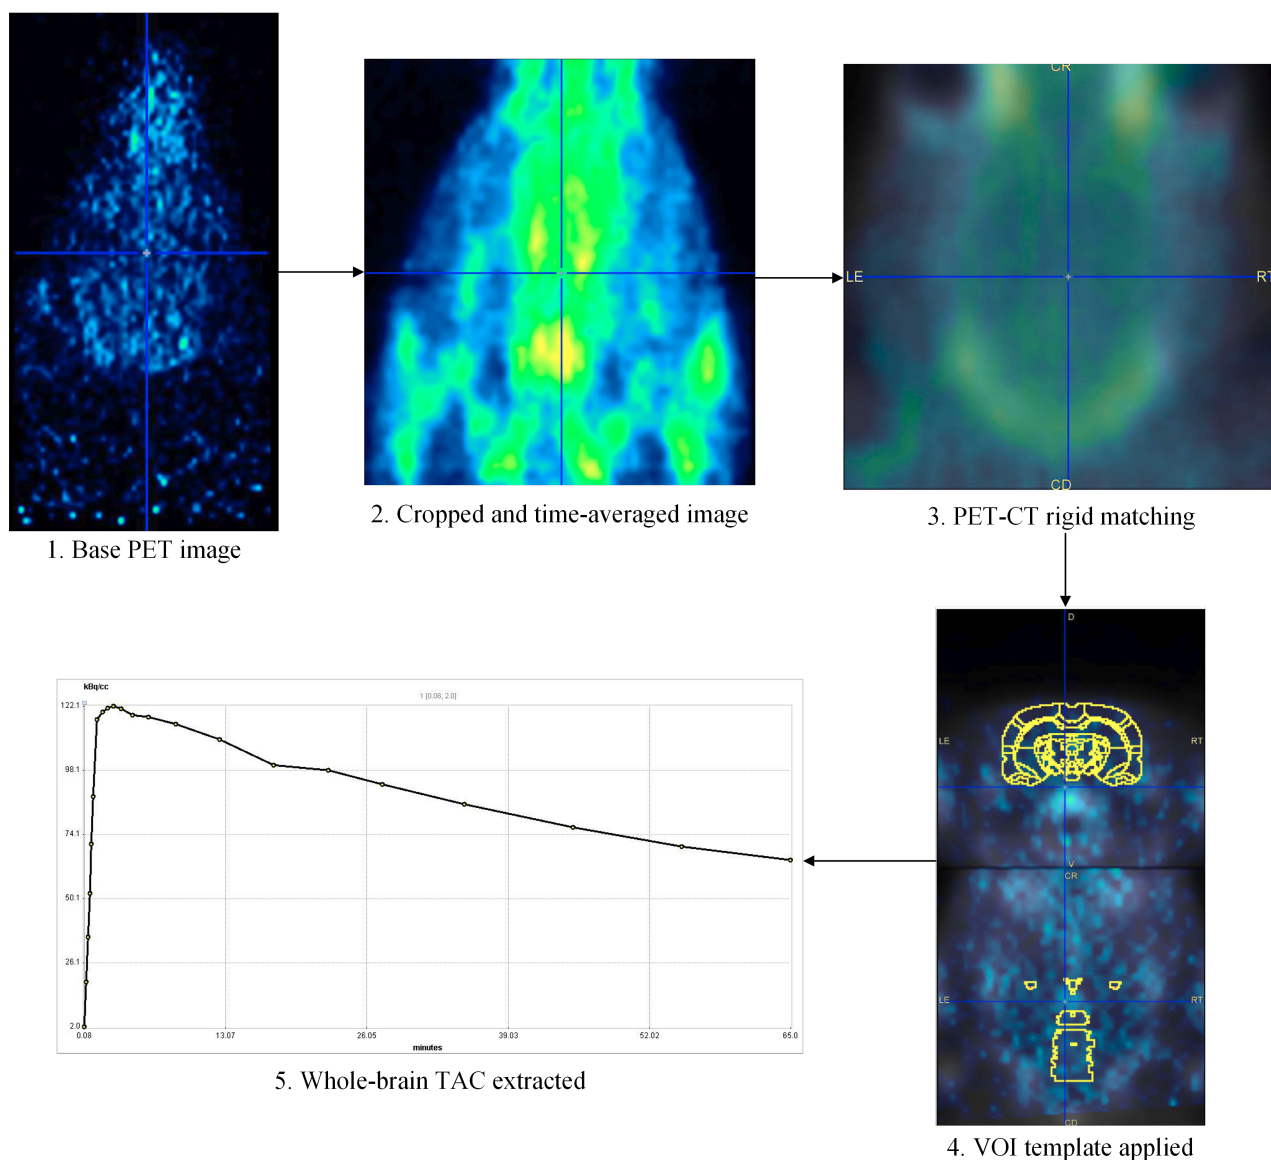 1. Base PET image
2. Cropped and time-averaged image
CR
LE
RT
CD
3. PET-CT rigid matching
D
LE
RT
V
CR
LE
RT
CD
4. VOI template applied
kBq/cc
1 [0.08, 2.0]
122.1
98.1
74.1
50.1
26.1
2.0
0.08 13.07 26.05 39.03 52.02 65.0
minutes
5. Whole-brain TAC extracted